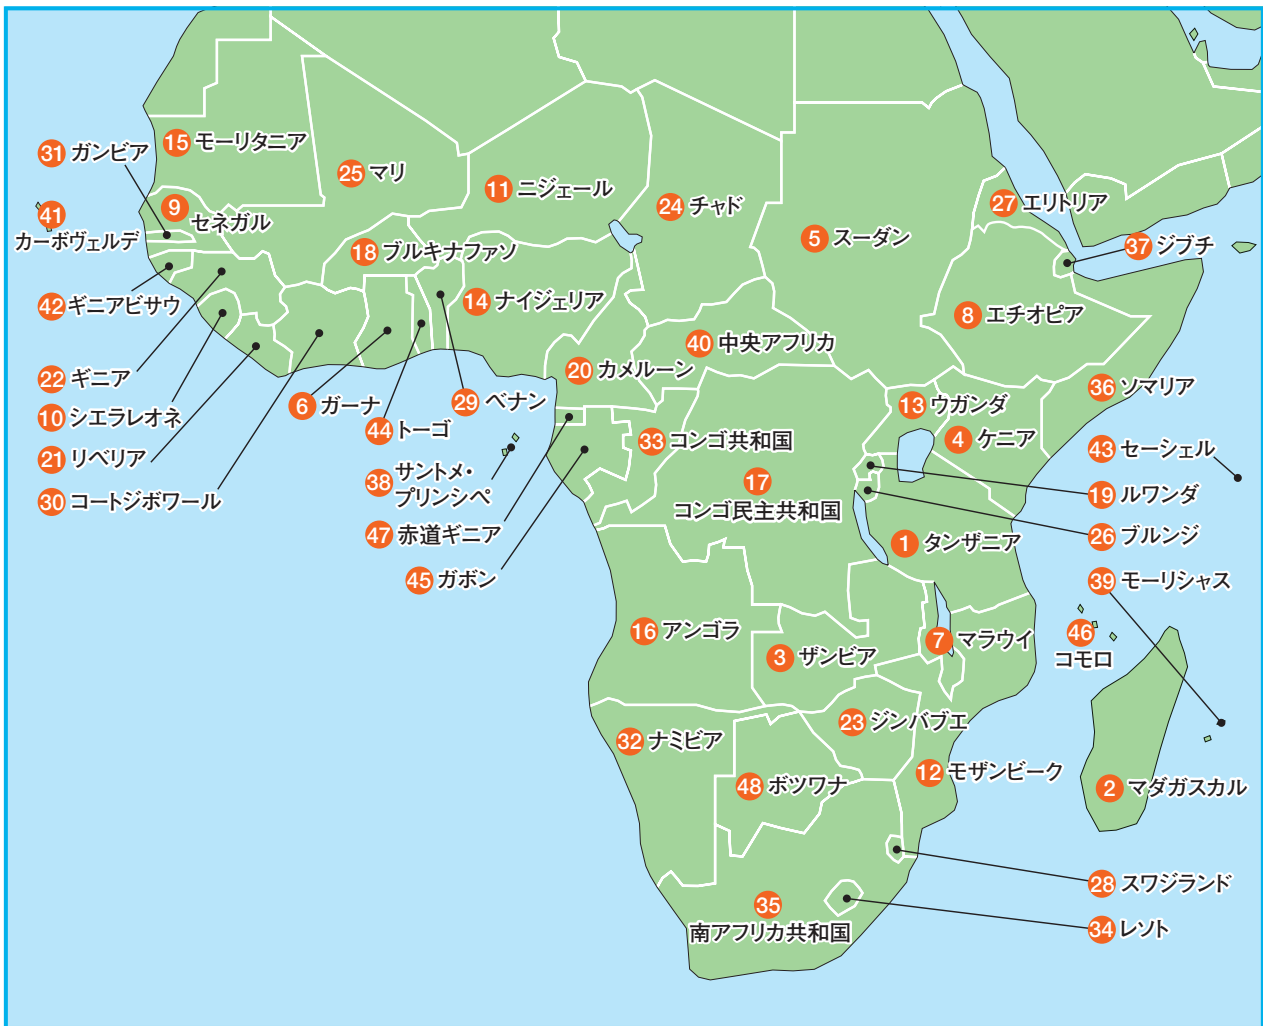 15 モーリタニア
31 ガンビア
25 マリ
11 ニジェール
24 チャド
27 エリトリア
9 セネガル
41
カーボヴェルデ
5 スーダン
37 ジブチ
18 ブルキナファソ
42 ギニアビサウ
14 ナイジェリア
8 エチオピア
40 中央アフリカ
22 ギニア
20 カメルーン
36 ソマリア
10 シエラレオネ
6 ガーナ
29 ベナン
13 ウガンダ
44 トーゴ
33 コンゴ共和国
4 ケニア
43 セーシェル
21 リベリア
38 サントメ・
プリンシペ
17
コンゴ民主共和国
19 ルワンダ
30 コートジボワール
47 赤道ギニア
1 タンザニア
26 ブルンジ
45 ガボン
39 モーリシャス
16 アンゴラ
7 マラウイ
46
コモロ
3 ザンビア
23 ジンバブエ
32 ナミビア
12 モザンビーク
48 ボツワナ
2 マダガスカル
28 スワジランド
35
南アフリカ共和国
34 レソト